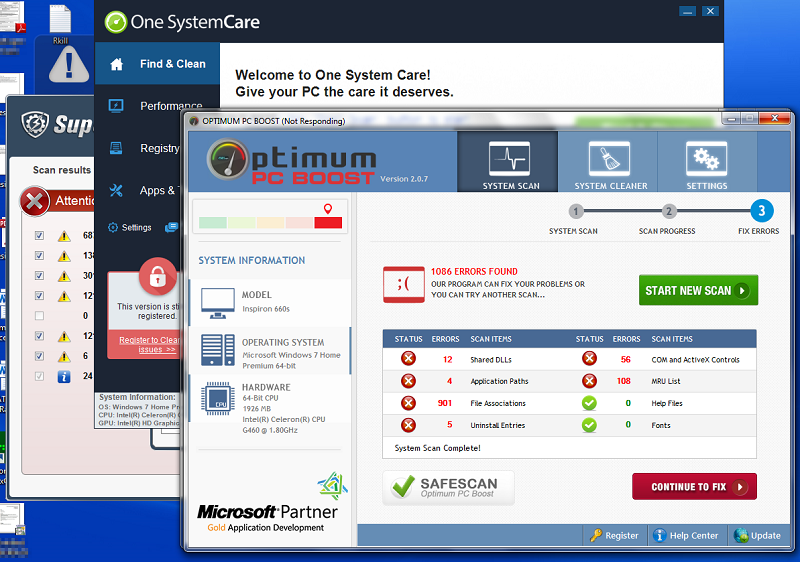 Rkill
One SystemCare
Find & Clean
Performance
Registry
Apps & T
Settings
Welcome to One System Care!
Give your PC the care it deserves.
This version is sti
registered.
Register to Clean
issues >>
System Information:
OS: Windows 7 Home Pr
CPU: Intel(R) Celeron(R) C
GPU: Intel(R) HD Graphic
Sup
Scan results
Attenti
687
138
309
129
0
129
6
24
OPTIMUM PC BOOST (Not Responding)
Optimum
PC BOOST Version 2.0.7
SYSTEM SCAN
SYSTEM CLEANER
SETTINGS
1
2
3
SYSTEM SCAN
SCAN PROGRESS
FIX ERRORS
SYSTEM INFORMATION
MODEL
Inspiron 660s
OPERATING SYSTEM
Microsoft Windows 7 Home
Premium 64-bit
HARDWARE
64-Bit CPU
1926 MB
Intel(R) Celeron(R) CPU
G460 @ 1.80GHz
CPU
;(
1086 ERRORS FOUND
OUR PROGRAM CAN FIX YOUR PROBLEMS OR
YOU CAN TRY ANOTHER SCAN...
START NEW SCAN
STATUS ERRORS SCAN ITEMS STATUS ERRORS SCAN ITEMS
12 Shared DLLs 56 COM and ActiveX Controls
4 Application Paths 108 MRU List
901 File Associations 0 Help Files
5 Uninstall Entries 0 Fonts
System Scan Complete!
SAFESCAN
Optimum PC Boost
CONTINUE TO FIX
Microsoft Partner
Gold Application Development
Register
Help Center
Update